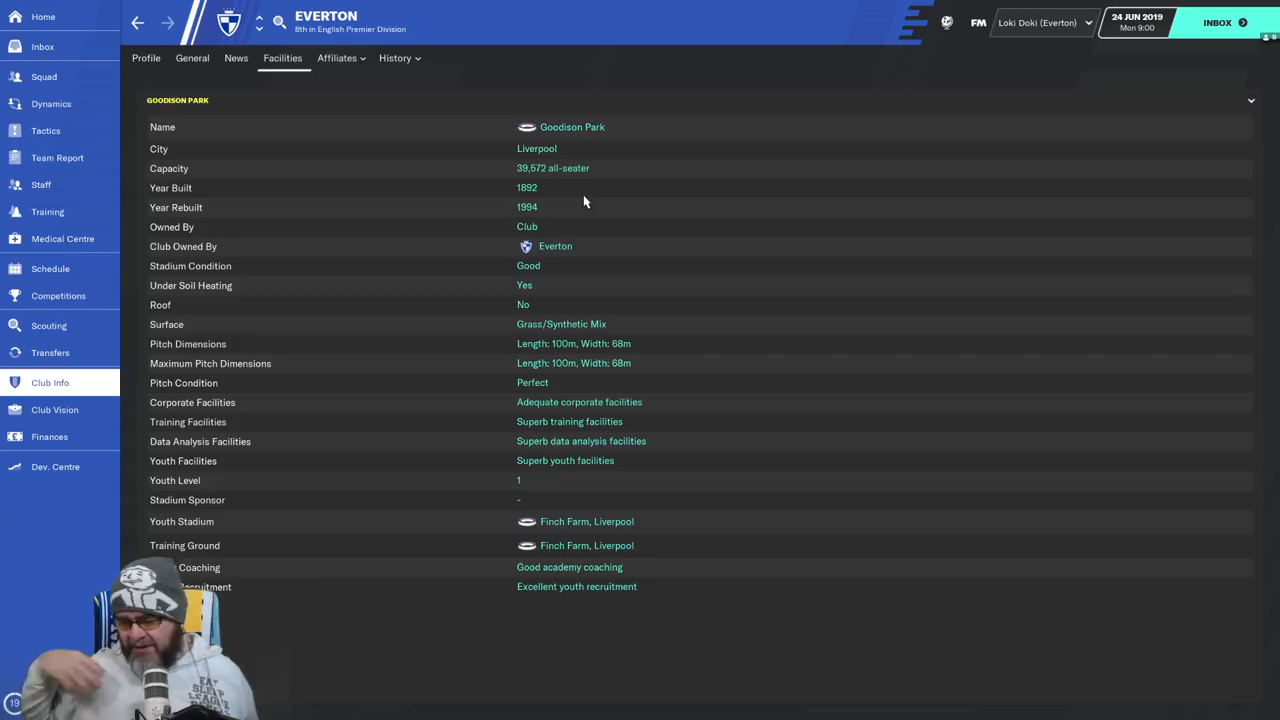 Home
EVERTON
8th in English Premier Division
FM
Loki Doki (Everton)
24 JUN 2019
Mon 9:00
INBOX
Inbox
Squad
Dynamics
Tactics
Team Report
Staff
Training
Medical Centre
Schedule
Competitions
Scouting
Transfers
Club Info
Club Vision
Finances
Dev. Centre
19
Profile
General
News
Facilities
Affiliates
History
GOODISON PARK
Name Goodison Park
City Liverpool
Capacity 39,572 all-seater
Year Built 1892
Year Rebuilt 1994
Owned By Club
Club Owned By Everton
Stadium Condition Good
Under Soil Heating Yes
Roof No
Surface Grass/Synthetic Mix
Pitch Dimensions Length: 100m, Width: 68m
Maximum Pitch Dimensions Length: 100m, Width: 68m
Pitch Condition Perfect
Corporate Facilities Adequate corporate facilities
Training Facilities Superb training facilities
Data Analysis Facilities Superb data analysis facilities
Youth Facilities Superb youth facilities
Youth Level 1
Stadium Sponsor -
Youth Stadium Finch Farm, Liverpool
Training Ground Finch Farm, Liverpool
Coaching Good academy coaching
Recruitment Excellent youth recruitment
EAT
SLEEP